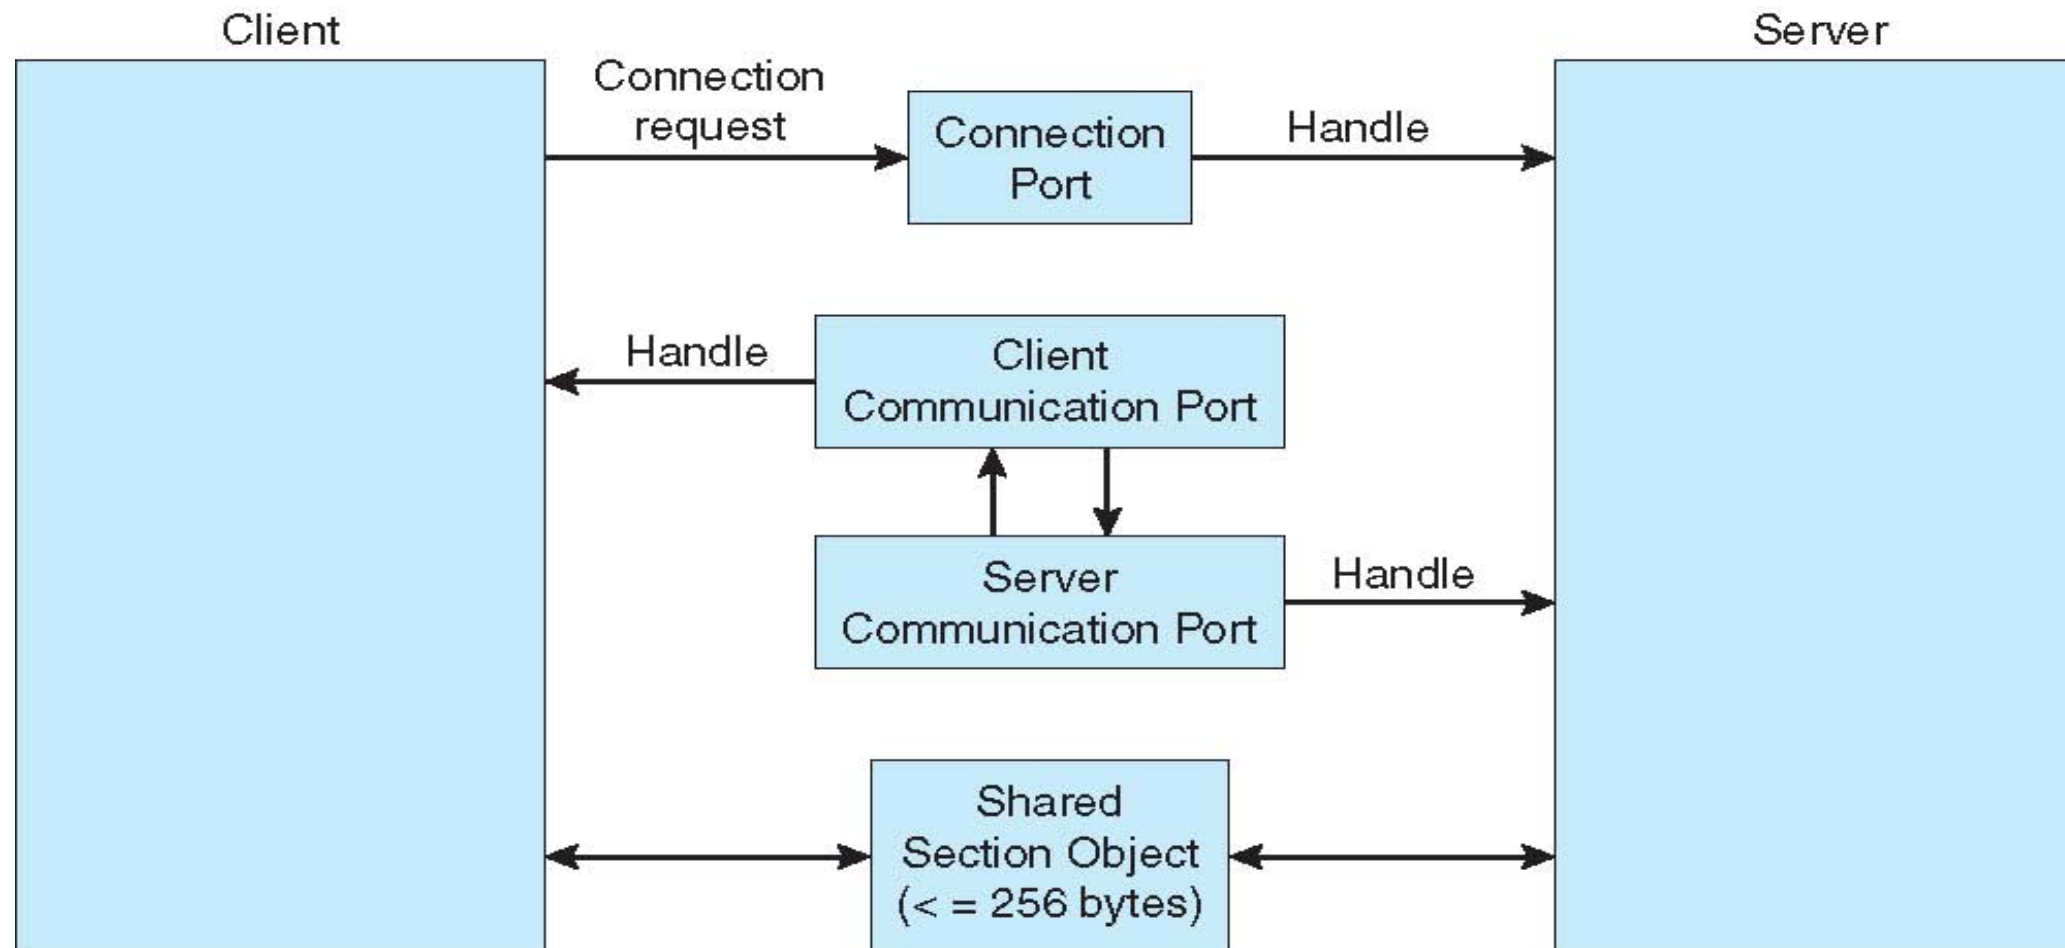 Client
Server
Connection
request
Connection
Port
Handle
Handle
Client
Communication Port
Server
Communication Port
Handle
Shared
Section Object
(< = 256 bytes)